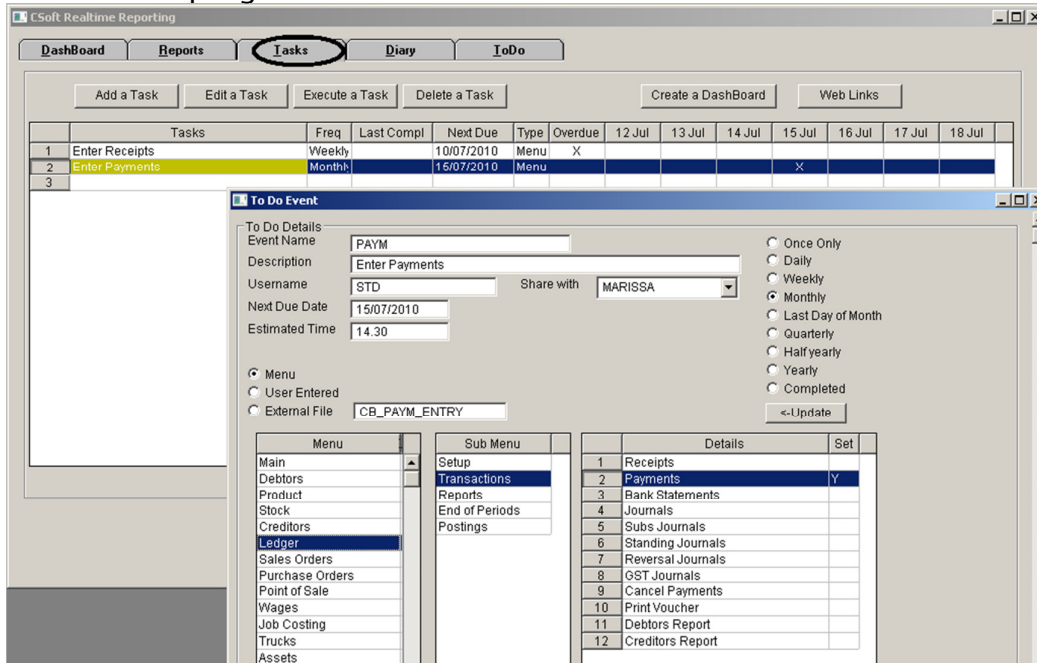 CSoft Realtime Reporting
DashBoard Reports Tasks Diary ToDo
Add a Task Edit a Task Execute a Task Delete a Task Create a DashBoard Web Links
Tasks Freq Last Compl Next Due Type Overdue 12 Jul 13 Jul 14 Jul 15 Jul 16 Jul 17 Jul 18 Jul
1 Enter Receipts Weekly 10/07/2010 Menu X
2 Enter Payments Monthly 15/07/2010 Menu X
3
To Do Event
To Do Details
Event Name PAYM Once Only
Description Enter Payments Daily
Username STD Share with MARISSA Weekly
Next Due Date 15/07/2010 Monthly
Estimated Time 14.30 Last Day of Month
Quarterly
Half yearly
Menu Yearly
User Entered Completed
External File CB_PAYM_ENTRY <-Update
Menu Sub Menu Details Set
Main Setup 1 Receipts
Debtors Transactions 2 Payments Y
Product Reports 3 Bank Statements
Stock End of Periods 4 Journals
Creditors Postings 5 Subs Journals
Ledger 6 Standing Journals
Sales Orders 7 Reversal Journals
Purchase Orders 8 GST Journals
Point of Sale 9 Cancel Payments
Wages 10 Print Voucher
Job Costing 11 Debtors Report
Trucks 12 Creditors Report
Assets